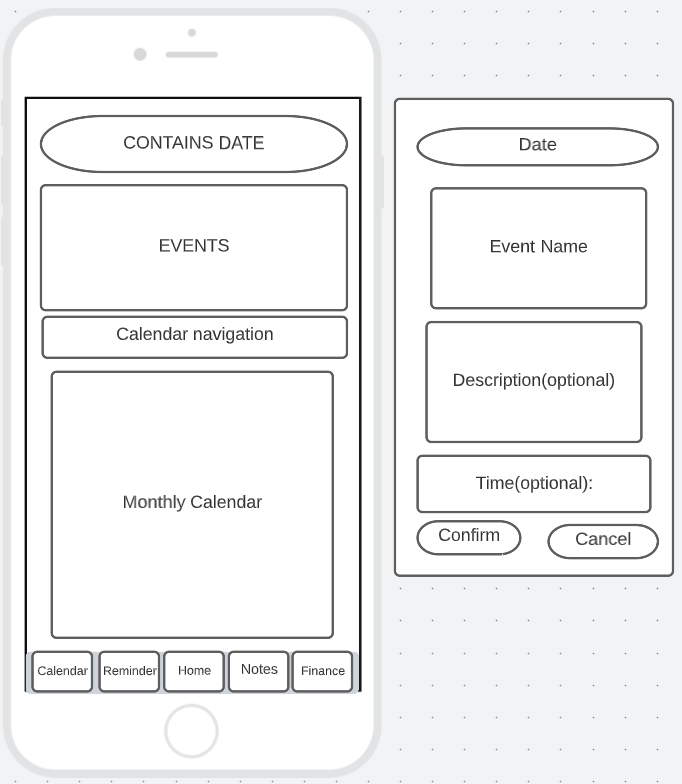 CONTAINS DATE
EVENTS
Calendar navigation
Monthly Calendar
Calendar
Reminder
Home
Notes
Finance
Date
Event Name
Description(optional)
Time(optional):
Confirm
Cancel